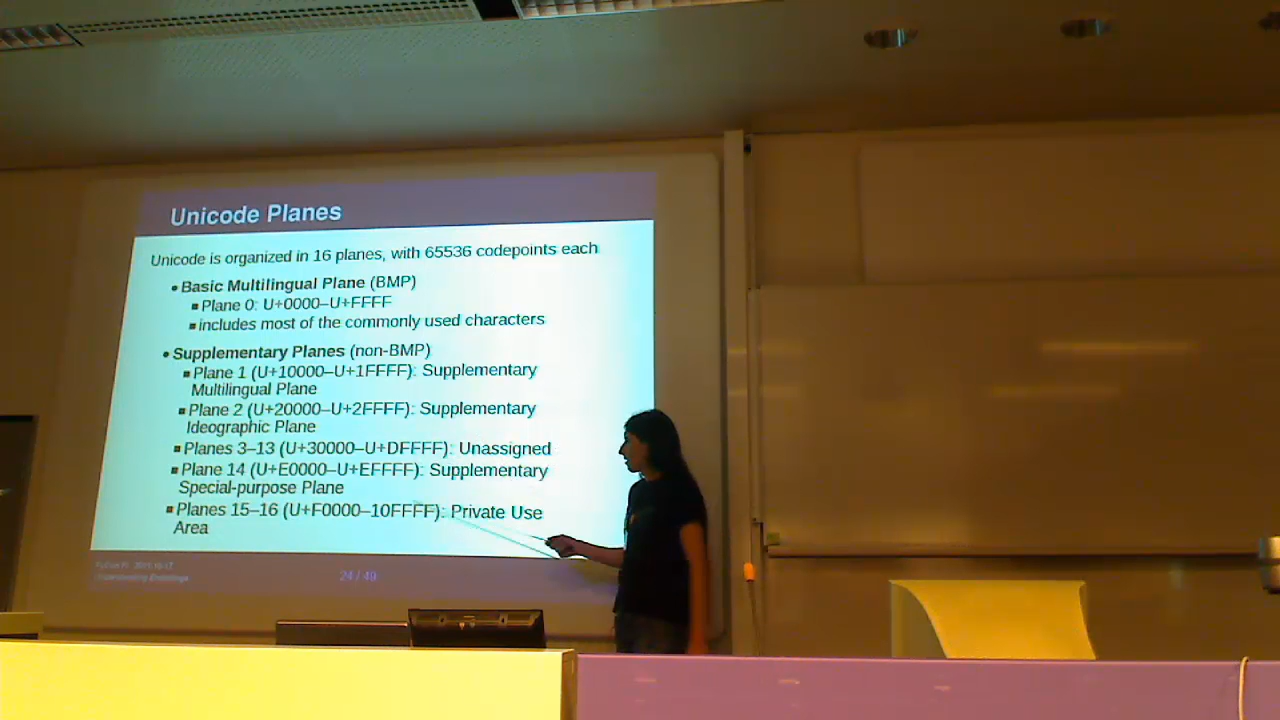 Unicode Planes
Unicode is organized in 16 planes, with 65536 codepoints each
• Basic Multilingual Plane (BMP)
▪ Plane 0: U+0000–U+FFFF
▪ includes most of the commonly used characters
• Supplementary Planes (non-BMP)
▪ Plane 1 (U+10000–U+1FFFF): Supplementary
Multilingual Plane
▪ Plane 2 (U+20000–U+2FFFF): Supplementary
Ideographic Plane
▪ Planes 3–13 (U+30000–U+DFFFF): Unassigned
▪ Plane 14 (U+E0000–U+EFFFF): Supplementary
Special-purpose Plane
▪ Planes 15–16 (U+F0000–10FFFF): Private Use
Area
Understanding Encodings
24 / 49